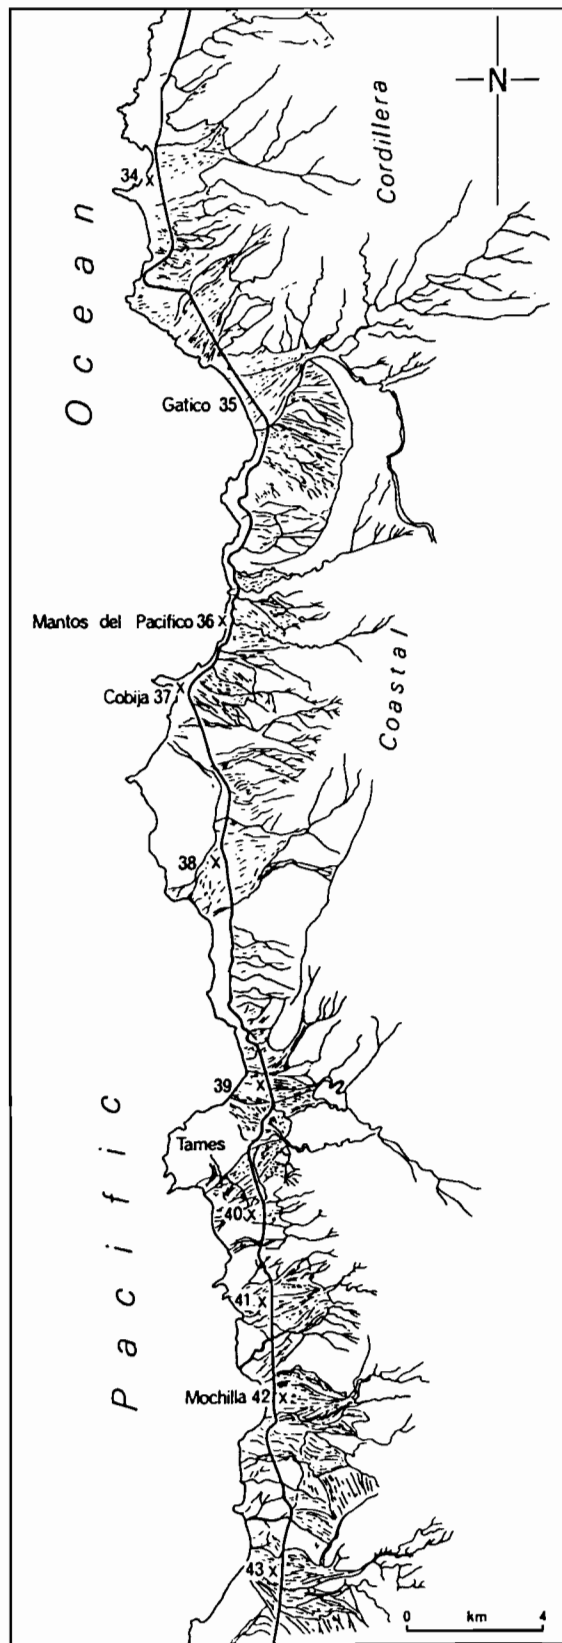 N
Cordillera
34
Ocean
Gatico 35
Mantos del Pacifico 36
Coastal
Cobija 37
38
39
Pacific
Tames
40
41
Mochilla 42
43
0 km 4